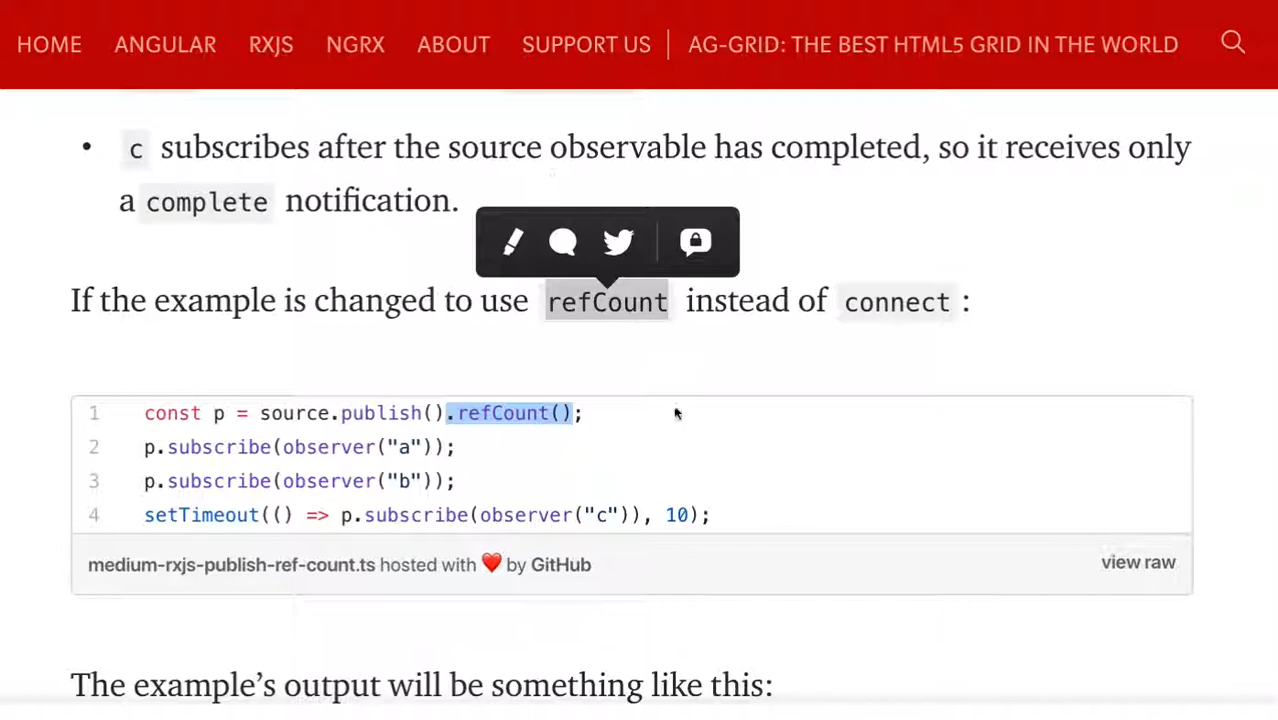 HOME ANGULAR RXJS NGRX ABOUT SUPPORT US AG-GRID: THE BEST HTML5 GRID IN THE WORLD
• c subscribes after the source observable has completed, so it receives only
a complete notification.
If the example is changed to use refCount instead of connect :
1 const p = source.publish().refCount();
2 p.subscribe(observer("a"));
3 p.subscribe(observer("b"));
4 setTimeout(() => p.subscribe(observer("c")), 10);
medium-rxjs-publish-ref-count.ts hosted with ❤ by GitHub view raw
The example’s output will be something like this: